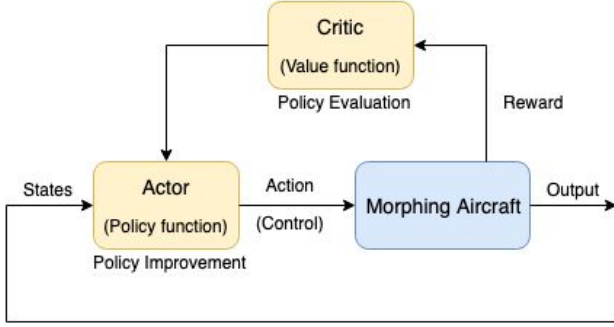 Critic
(Value function)
Policy Evaluation
Reward
States
Actor
(Policy function)
Policy Improvement
Action
(Control)
Morphing Aircraft
Output